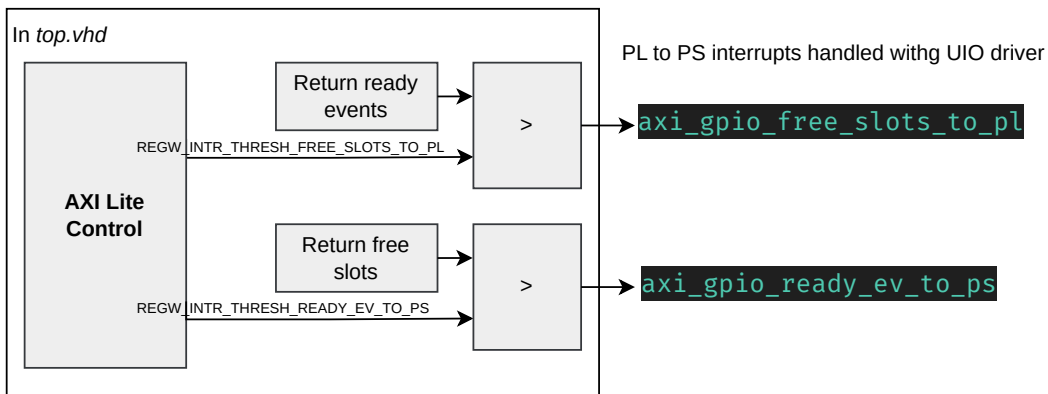 In top.vhd
PL to PS interrupts handled withg UIO driver
Return ready
events
>
axi_gpio_free_slots_to_pl
REGW_INTR_THRESH_FREE_SLOTS_TO_PL
AXI Lite
Control
Return free
slots
>
axi_gpio_ready_ev_to_ps
REGW_INTR_THRESH_READY_EV_TO_PS